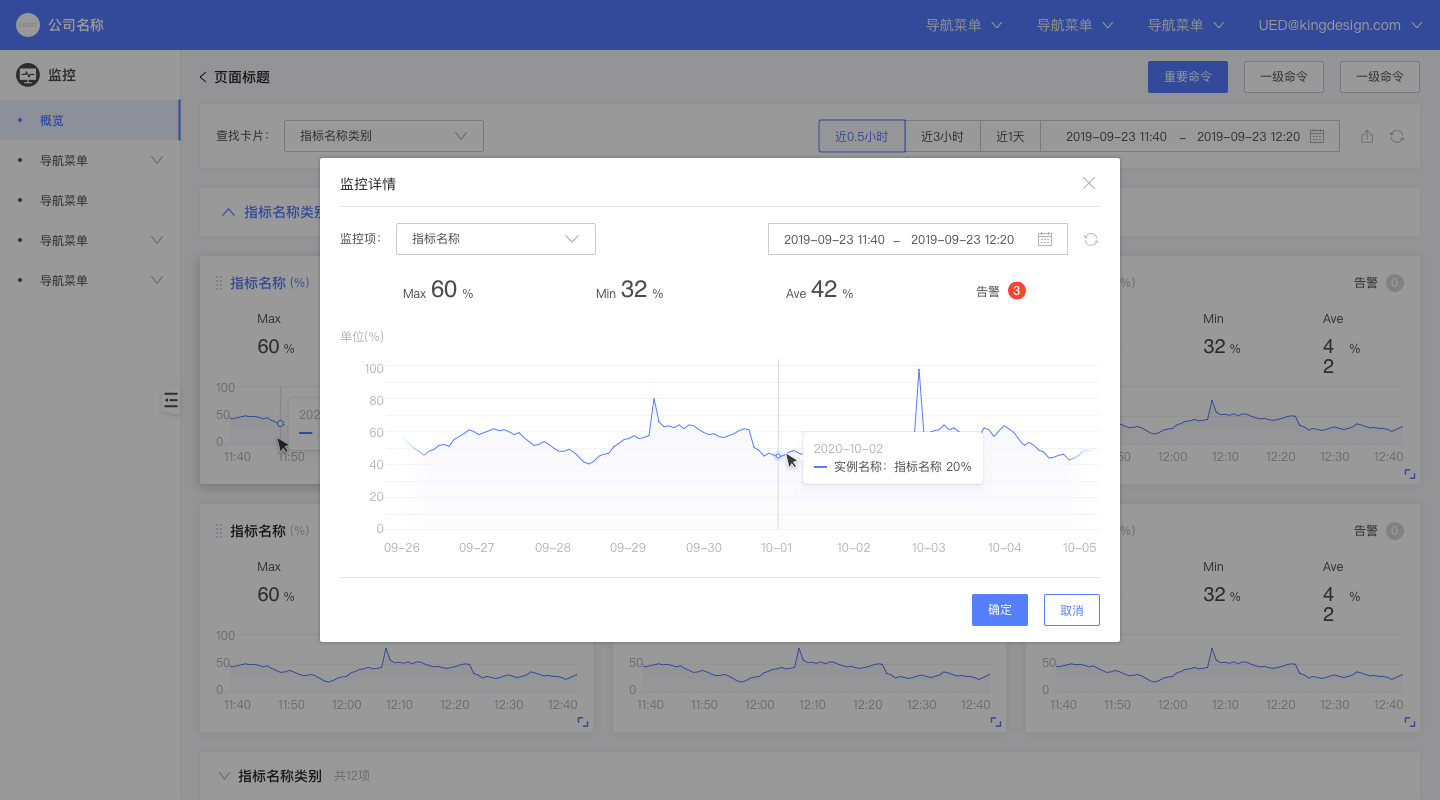 公司名称
导航菜单 导航菜单 导航菜单 UED@kingdesign.com
监控
概览
导航菜单
导航菜单
导航菜单
导航菜单
页面标题
重要命令 一级命令 一级命令
查找卡片: 指标名称类别
近0.5小时 近3小时 近1天 2019-09-23 11:40 – 2019-09-23 12:20
指标名称类别
指标名称 (%)
Max
60 %
100
50
0
11:40 11:50
202
监控详情
监控项: 指标名称
2019-09-23 11:40 – 2019-09-23 12:20
Max 60 %
Min 32 %
Ave 42 %
告警 3
单位(%)
100
80
60
40
20
0
09-26 09-27 09-28 09-29 09-30 10-01 10-02 10-03 10-04 10-05
2020-10-02
实例名称: 指标名称 20%
确定 取消
%) 告警 0
Min Ave
32 % 42 %
12:00 12:10 12:20 12:30 12:40
指标名称 (%)
Max
60 %
100
50
0
11:40 11:50 12:00 12:10 12:20 12:30 12:40
50
0
11:40 11:50 12:00 12:10 12:20 12:30 12:40
%) 告警 0
Min Ave
32 % 42 %
50
0
11:40 11:50 12:00 12:10 12:20 12:30 12:40
指标名称类别 共12项